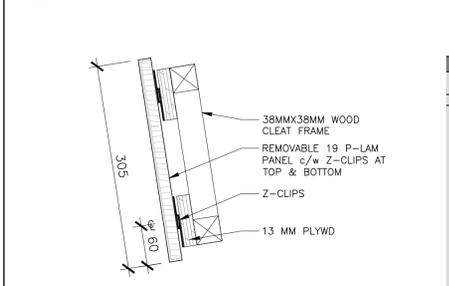 38MMX38MM WOOD
CLEAT FRAME
REMOVABLE 19 P-LAM
PANEL c/w Z-CLIPS AT
TOP & BOTTOM
305
Z-CLIPS
℄ 60
13 MM PLYWD